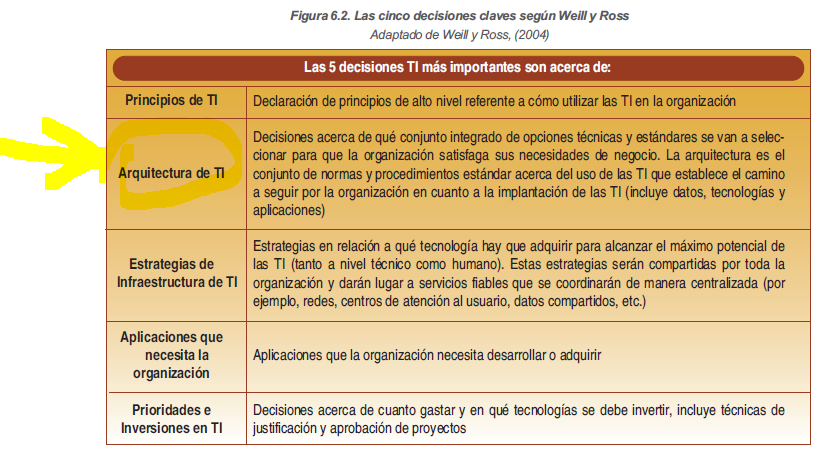 Figura 6.2. Las cinco decisiones claves según Weill y Ross
Adaptado de Weill y Ross, (2004)
Las 5 decisiones TI más importantes son acerca de:
Principios de TI
Declaración de principios de alto nivel referente a cómo utilizar las TI en la organización
Arquitectura de TI
Decisiones acerca de qué conjunto integrado de opciones técnicas y estándares se van a selec-
cionar para que la organización satisfaga sus necesidades de negocio. La arquitectura es el
conjunto de normas y procedimientos estándar acerca del uso de las TI que establece el camino
a seguir por la organización en cuanto a la implantación de las TI (incluye datos, tecnologías y
aplicaciones)
Estrategias de
Infraestructura de TI
Estrategias en relación a qué tecnología hay que adquirir para alcanzar el máximo potencial de
las TI (tanto a nivel técnico como humano). Estas estrategias serán compartidas por toda la
organización y darán lugar a servicios fiables que se coordinarán de manera centralizada (por
ejemplo, redes, centros de atención al usuario, datos compartidos, etc.)
Aplicaciones que
necesita la
organización
Aplicaciones que la organización necesita desarrollar o adquirir
Prioridades e
Inversiones en TI
Decisiones acerca de cuanto gastar y en qué tecnologías se debe invertir, incluye técnicas de
justificación y aprobación de proyectos